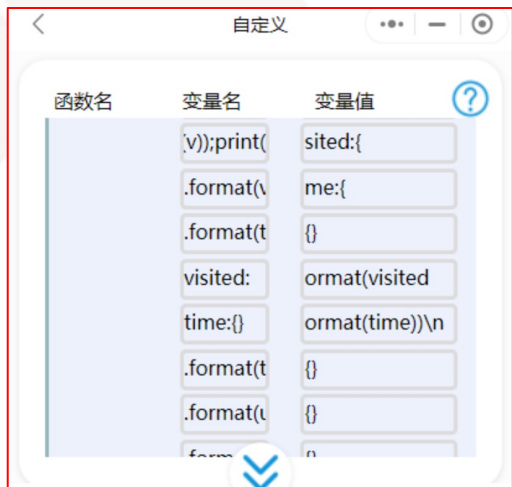 自定义
函数名 变量名 变量值
(v));print( sited:{
.format(v me:{
.format(t {}
visited: ormat(visited
time:{} ormat(time))\n
.format(t {}
.format(u {}